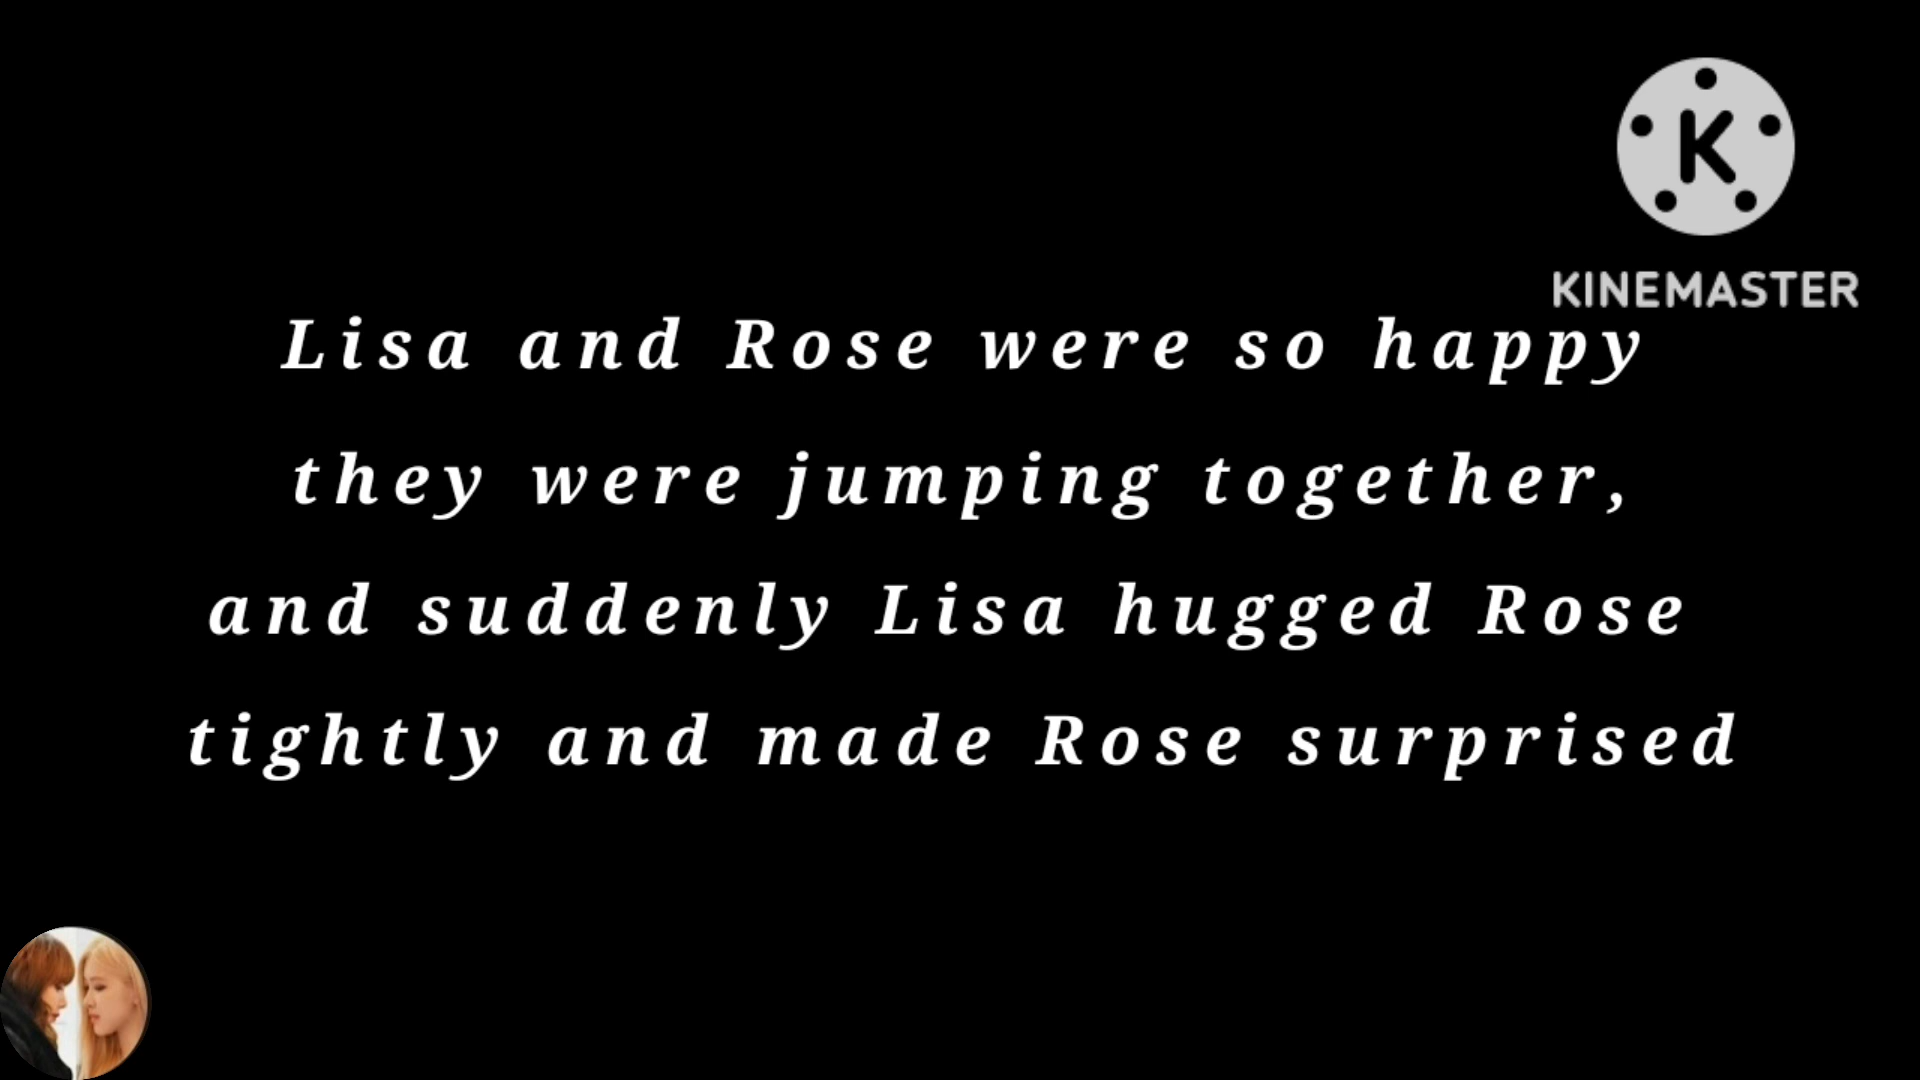 K
KINEMASTER
Lisa and Rose were so happy
they were jumping together,
and suddenly Lisa hugged Rose
tightly and made Rose surprised